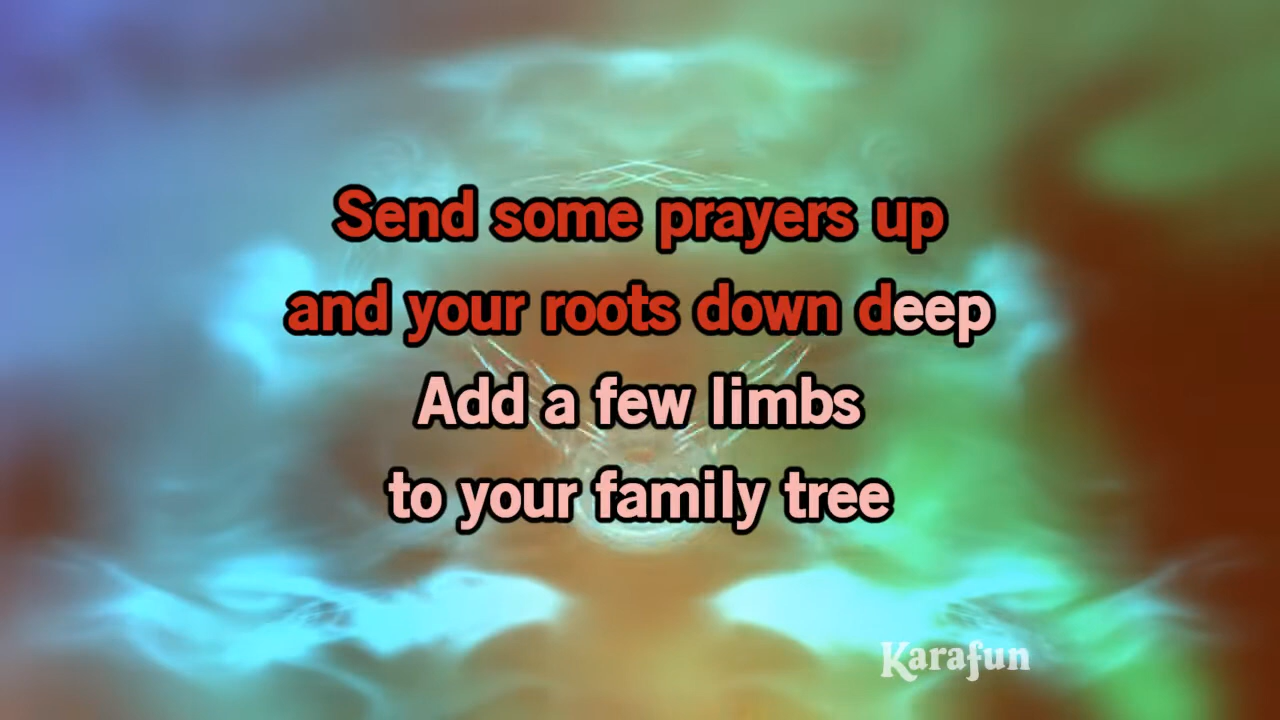 Send some prayers up
and your roots down deep
Add a few limbs
to your family tree
Karafun